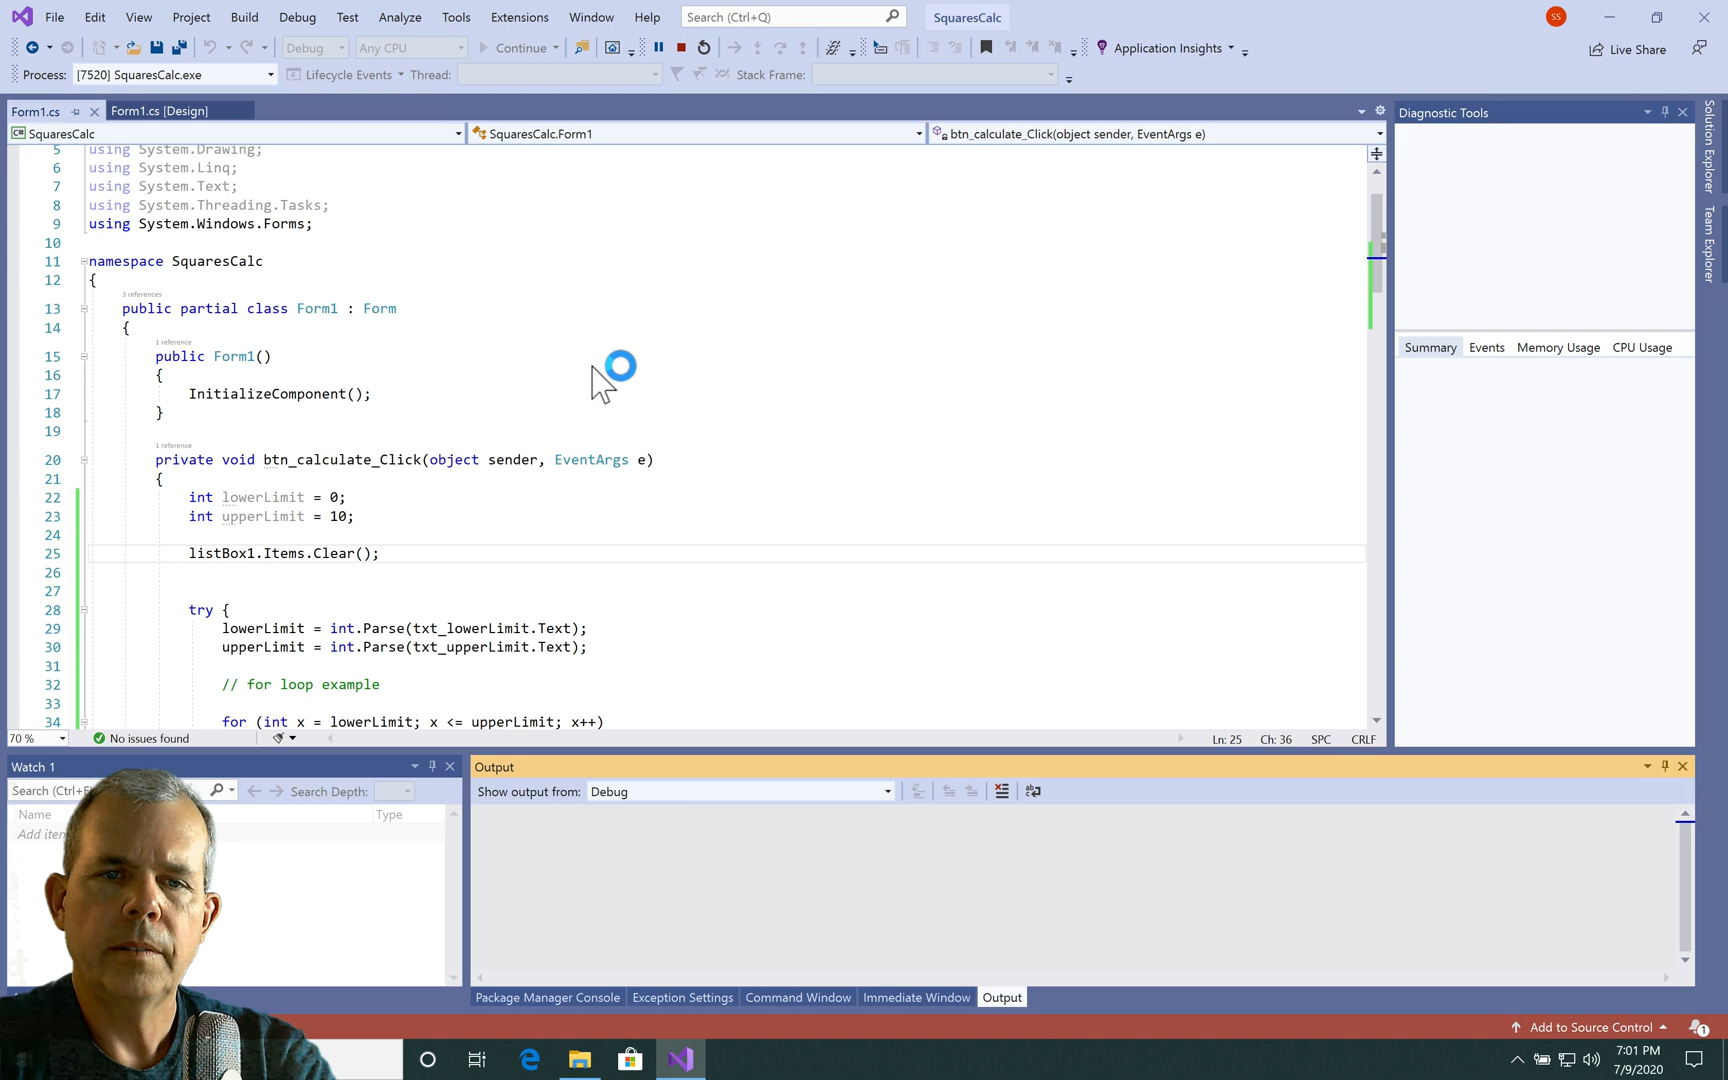 File Edit View Project Build Debug Test Analyze Tools Extensions Window Help Search (Ctrl+Q) SquaresCalc SS
Debug Any CPU Continue Application Insights Live Share
Process: [7520] SquaresCalc.exe Lifecycle Events Thread: Stack Frame:
Form1.cs Form1.cs [Design]
C# SquaresCalc SquaresCalc.Form1 btn_calculate_Click(object sender, EventArgs e)
5 using System.Drawing;
6 using System.Linq;
7 using System.Text;
8 using System.Threading.Tasks;
9 using System.Windows.Forms;
10
11 namespace SquaresCalc
12 {
3 references
13 public partial class Form1 : Form
14 {
1 reference
15 public Form1()
16 {
17 InitializeComponent();
18 }
19
1 reference
20 private void btn_calculate_Click(object sender, EventArgs e)
21 {
22 int lowerLimit = 0;
23 int upperLimit = 10;
24
25 listBox1.Items.Clear();
26
27
28 try {
29 lowerLimit = int.Parse(txt_lowerLimit.Text);
30 upperLimit = int.Parse(txt_upperLimit.Text);
31
32 // for loop example
33
34 for (int x = lowerLimit; x <= upperLimit; x++)
70 % No issues found Ln: 25 Ch: 36 SPC CRLF
Diagnostic Tools
Summary Events Memory Usage CPU Usage
Solution Explorer
Team Explorer
Watch 1
Search (Ctrl+E) Search Depth:
Name Type
Add item
Output
Show output from: Debug
Package Manager Console Exception Settings Command Window Immediate Window Output
Add to Source Control 1
7:01 PM
7/9/2020